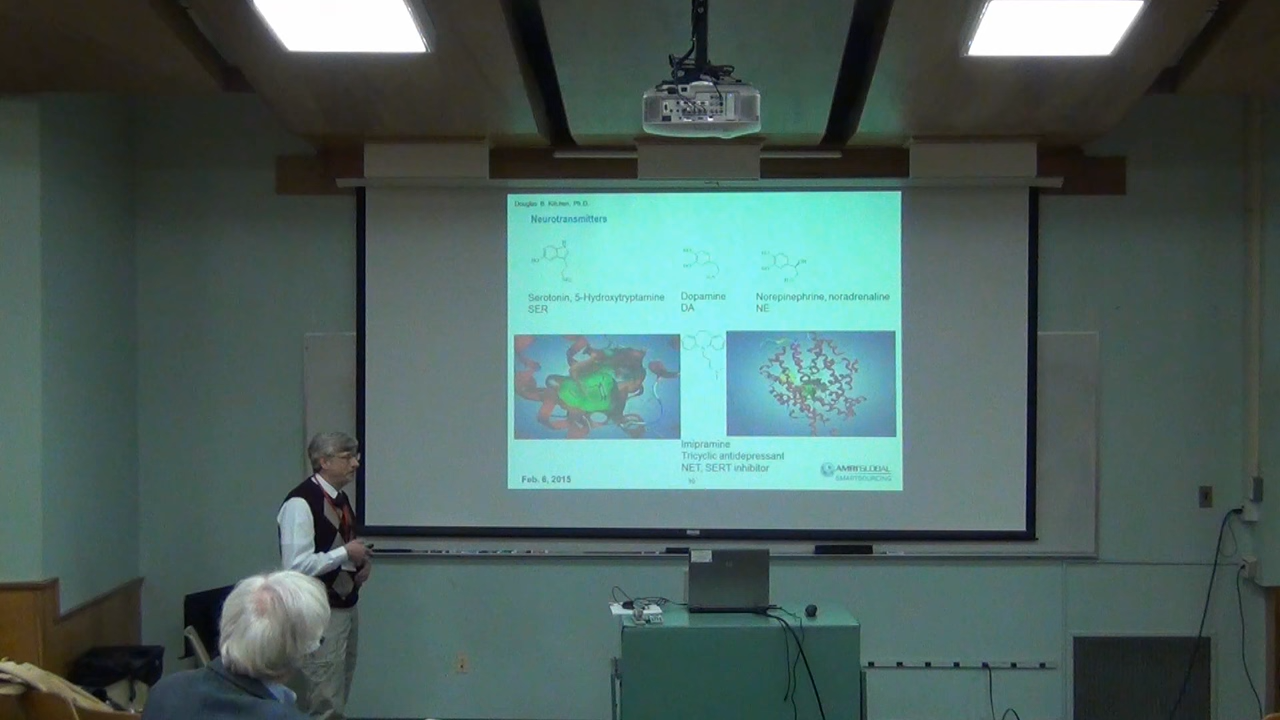 Douglas B. Kitchen, Ph.D.
Neurotransmitters
Serotonin, 5-Hydroxytryptamine
SER
Dopamine
DA
Norepinephrine, noradrenaline
NE
Imipramine
Tricyclic antidepressant
NET, SERT inhibitor
Feb. 6, 2015
AMRI GLOBAL
SMARTSOURCING